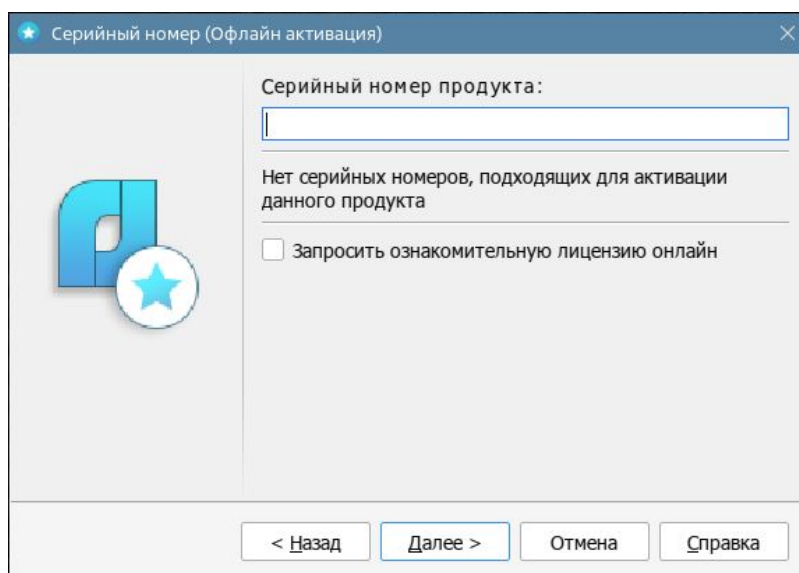 Серийный номер (Офлайн активация)
Серийный номер продукта:
Нет серийных номеров, подходящих для активации
данного продукта
Запросить ознакомительную лицензию онлайн
< Назад
Далее >
Отмена
Справка